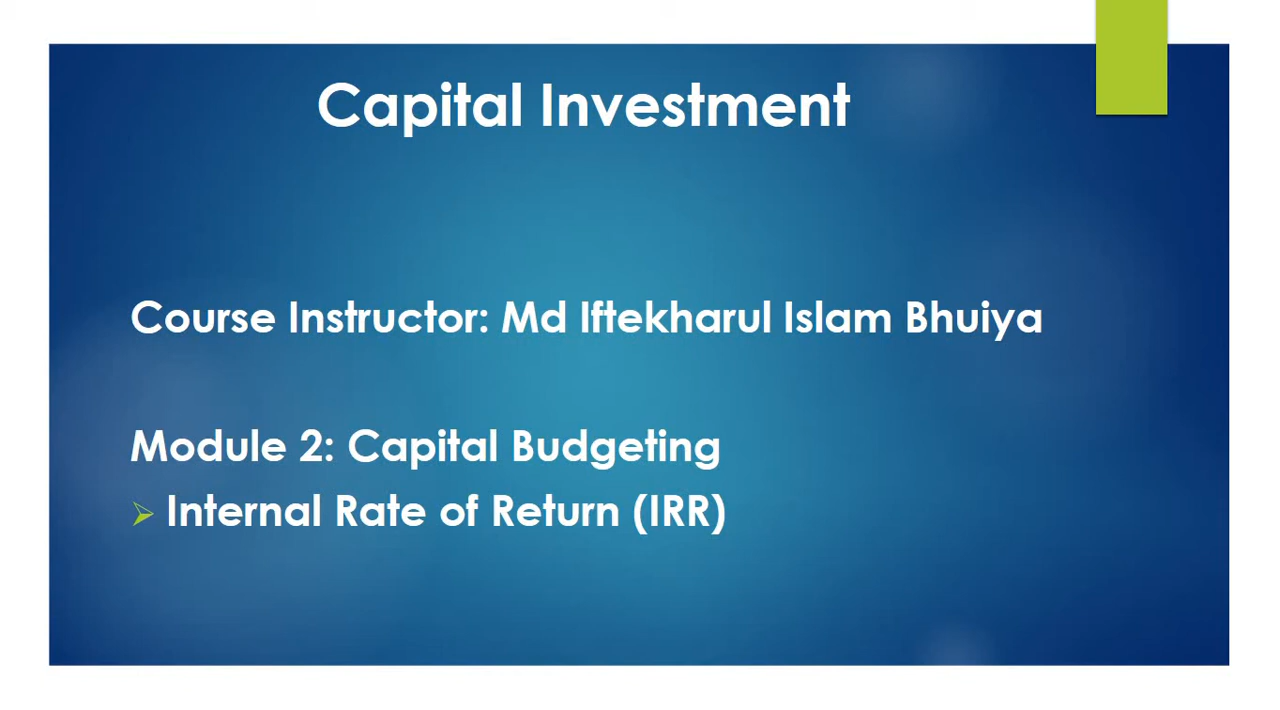 Capital Investment
Course Instructor: Md Iftekharul Islam Bhuiya
Module 2: Capital Budgeting
Internal Rate of Return (IRR)